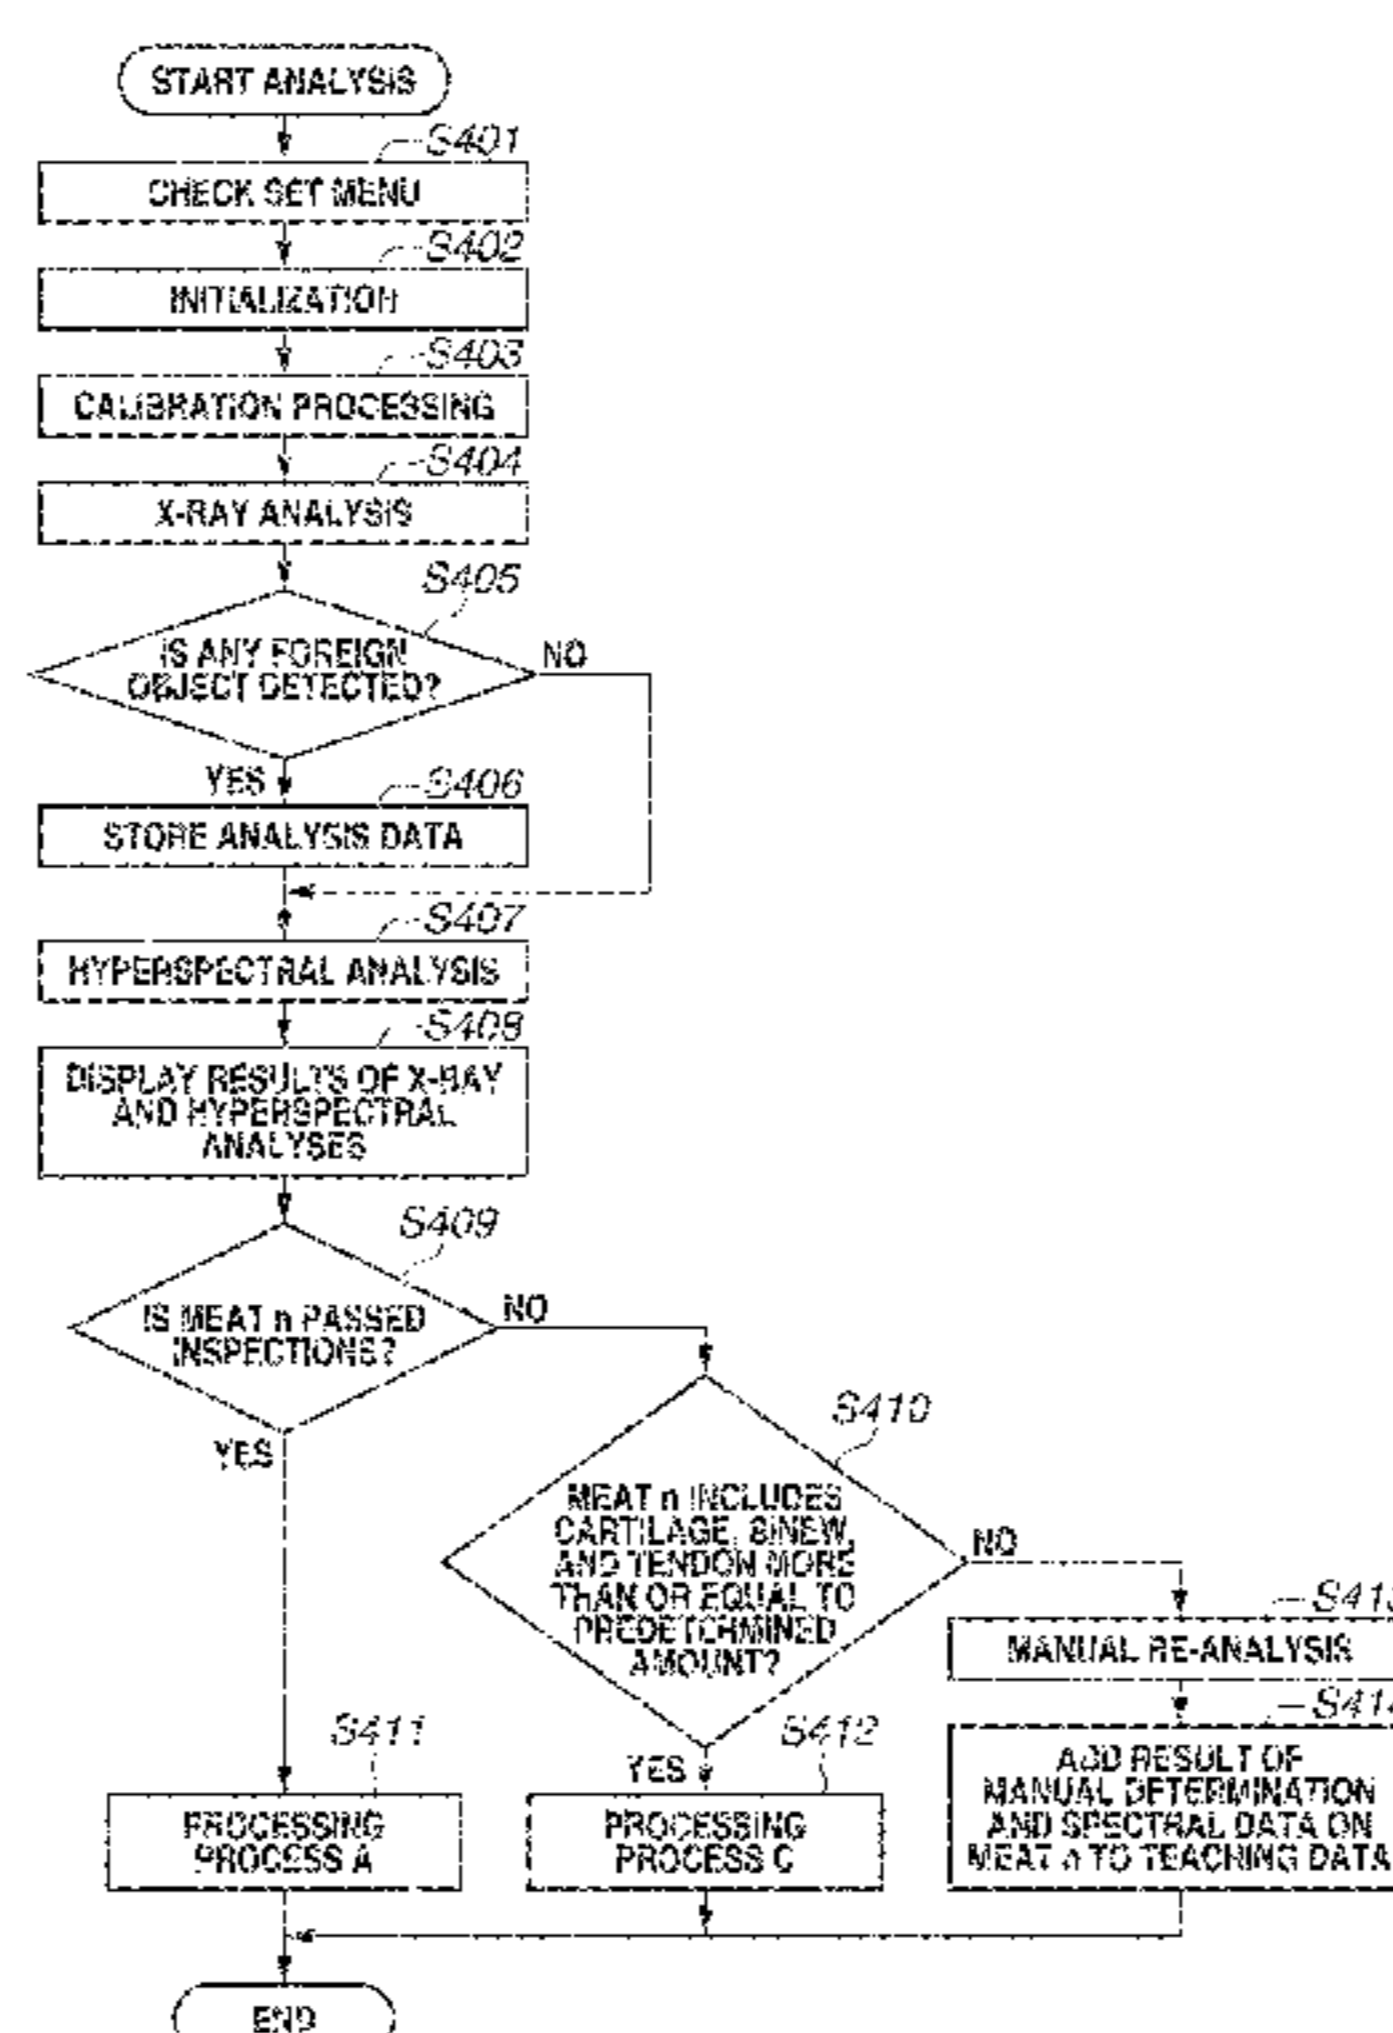 START ANALYSIS
S401
CHECK SET MENU
S402
INITIALIZATION
S403
CALIBRATION PROCESSING
S404
X-RAY ANALYSIS
S405
IS ANY FOREIGN
OBJECT DETECTED?
NO
YES
S406
STORE ANALYSIS DATA
S407
HYPERSPECTRAL ANALYSIS
S408
DISPLAY RESULTS OF X-RAY
AND HYPERSPECTRAL
ANALYSES
S409
IS MEAT n PASSED
INSPECTIONS?
NO
YES
S410
MEAT n INCLUDES
CARTILAGE, SINEW,
AND TENDON MORE
THAN OR EQUAL TO
PREDETERMINED
AMOUNT?
NO
YES
S413
MANUAL RE-ANALYSIS
S414
ADD RESULT OF
MANUAL DETERMINATION
AND SPECTRAL DATA ON
MEAT n TO TEACHING DATA
S411
PROCESSING
PROCESS A
S412
PROCESSING
PROCESS C
END